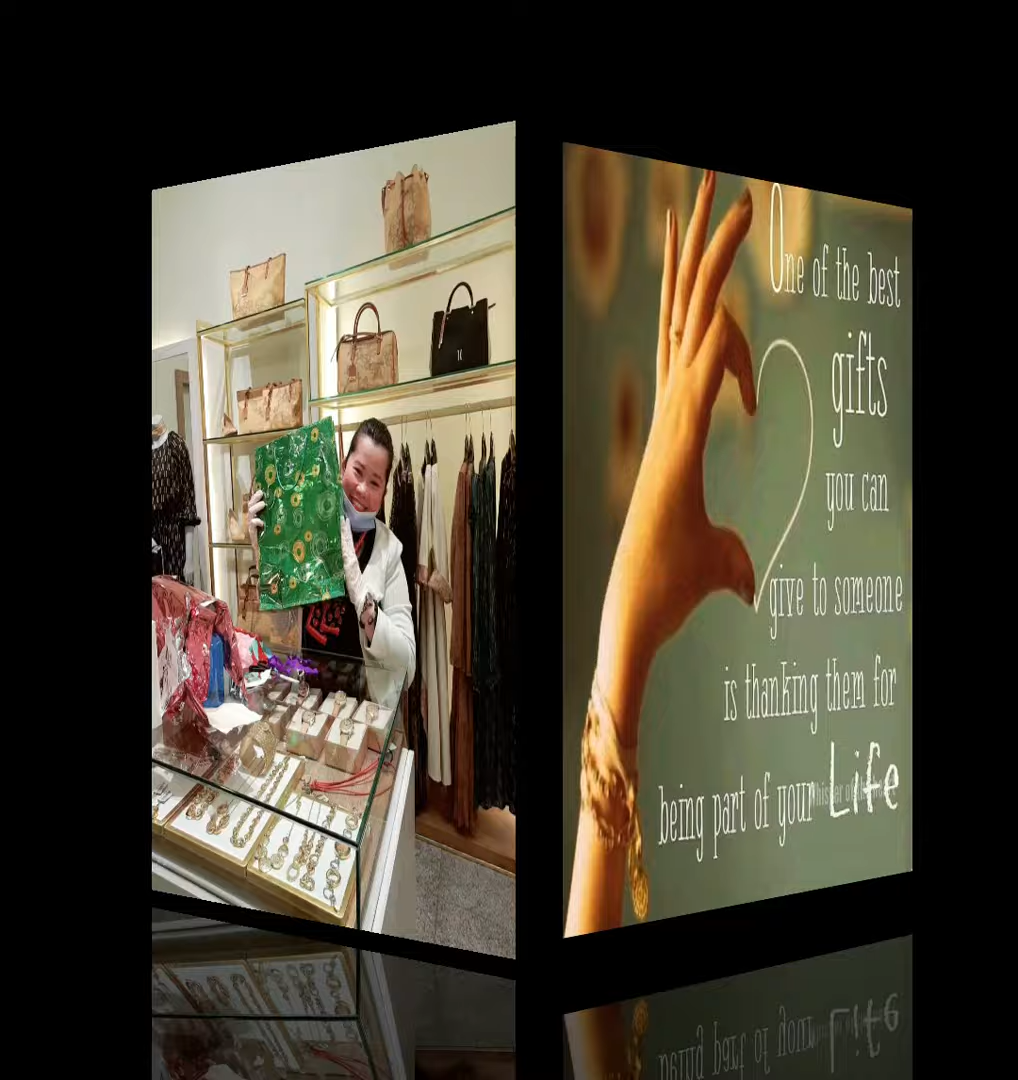 One of the best
gifts
you can
give to someone
is thanking them for
being part of your Life